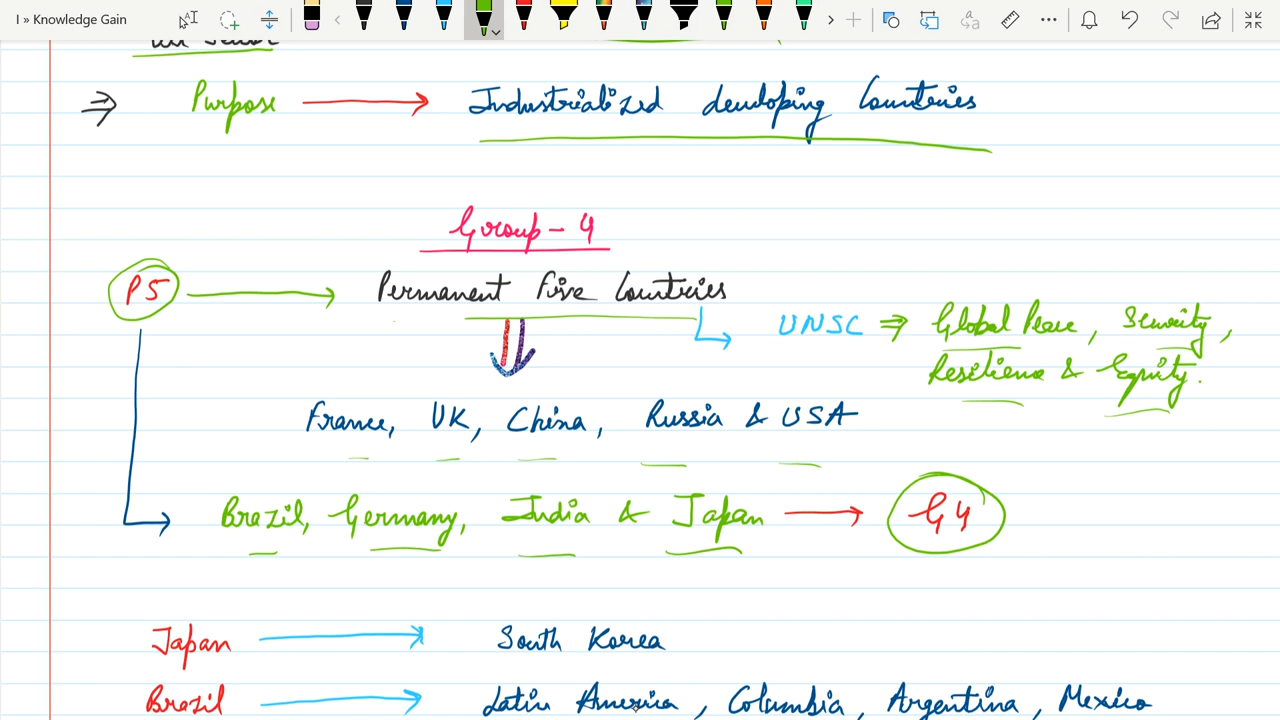 I » Knowledge Gain
⇒ Purpose → Industrialized developing Countries
Group - 4
P5 → Permanent Five Countries
UNSC ⇒ Global Peace, Security,
Resilience & Equity.
France, UK, China, Russia & USA
Brazil, Germany, India & Japan → G4
Japan → South Korea
Brazil → Latin America, Columbia, Argentina, Mexico